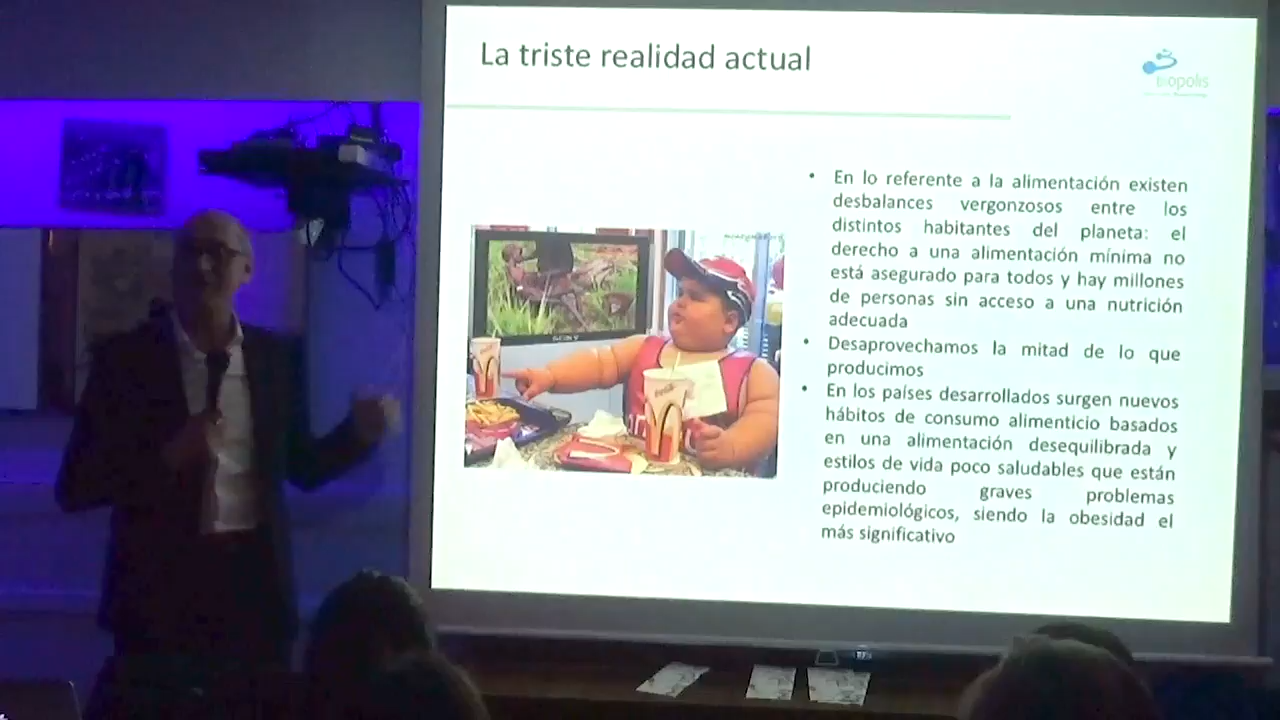 La triste realidad actual
biopolis
• En lo referente a la alimentación existen
desbalances vergonzosos entre los
distintos habitantes del planeta: el
derecho a una alimentación mínima no
está asegurado para todos y hay millones
de personas sin acceso a una nutrición
adecuada
• Desaprovechamos la mitad de lo que
producimos
• En los países desarrollados surgen nuevos
hábitos de consumo alimenticio basados
en una alimentación desequilibrada y
estilos de vida poco saludables que están
produciendo graves problemas
epidemiológicos, siendo la obesidad el
más significativo